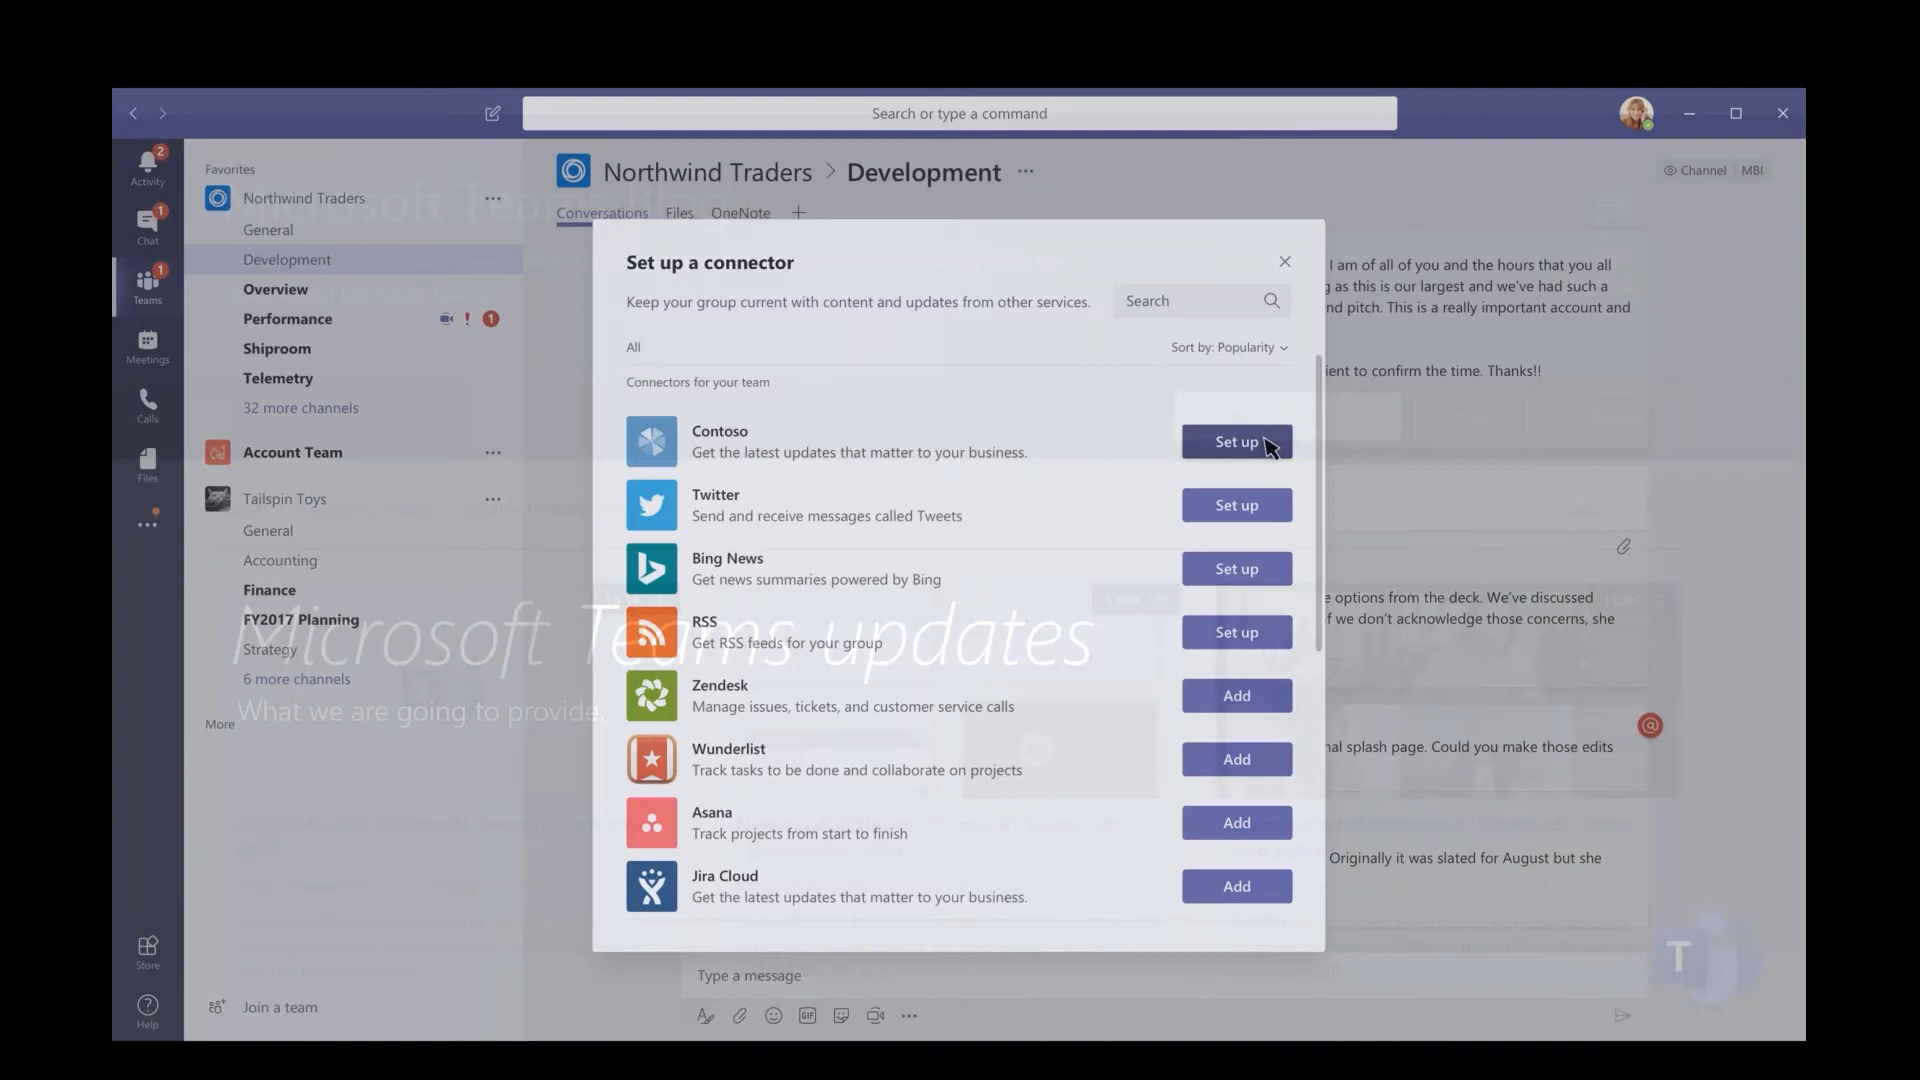 Search or type a command
2
Activity
1
Chat
1
Teams
Meetings
Calls
Files
Store
Help
Favorites
Northwind Traders
General
Development
Overview
Performance
1
Shiproom
Telemetry
32 more channels
Account Team
Tailspin Toys
General
Accounting
Finance
FY2017 Planning
Strategy
6 more channels
More
Join a team
Northwind Traders > Development
Channel MBI
Conversations Files OneNote +
Microsoft Teams Blog
Set up a connector
Keep your group current with content and updates from other services.
Search
All
Sort by: Popularity
Connectors for your team
Contoso
Get the latest updates that matter to your business.
Set up
Twitter
Send and receive messages called Tweets
Set up
Bing News
Get news summaries powered by Bing
Set up
RSS
Get RSS feeds for your group
Set up
Zendesk
Manage issues, tickets, and customer service calls
Add
Wunderlist
Track tasks to be done and collaborate on projects
Add
Asana
Track projects from start to finish
Add
Jira Cloud
Get the latest updates that matter to your business.
Add
I am of all of you and the hours that you all
as this is our largest and we've had such a
nd pitch. This is a really important account and
ient to confirm the time. Thanks!!
e options from the deck. We've discussed
f we don't acknowledge those concerns, she
nal splash page. Could you make those edits
Originally it was slated for August but she
Microsoft Teams updates
What we are going to provide.
Type a message
GIF
T